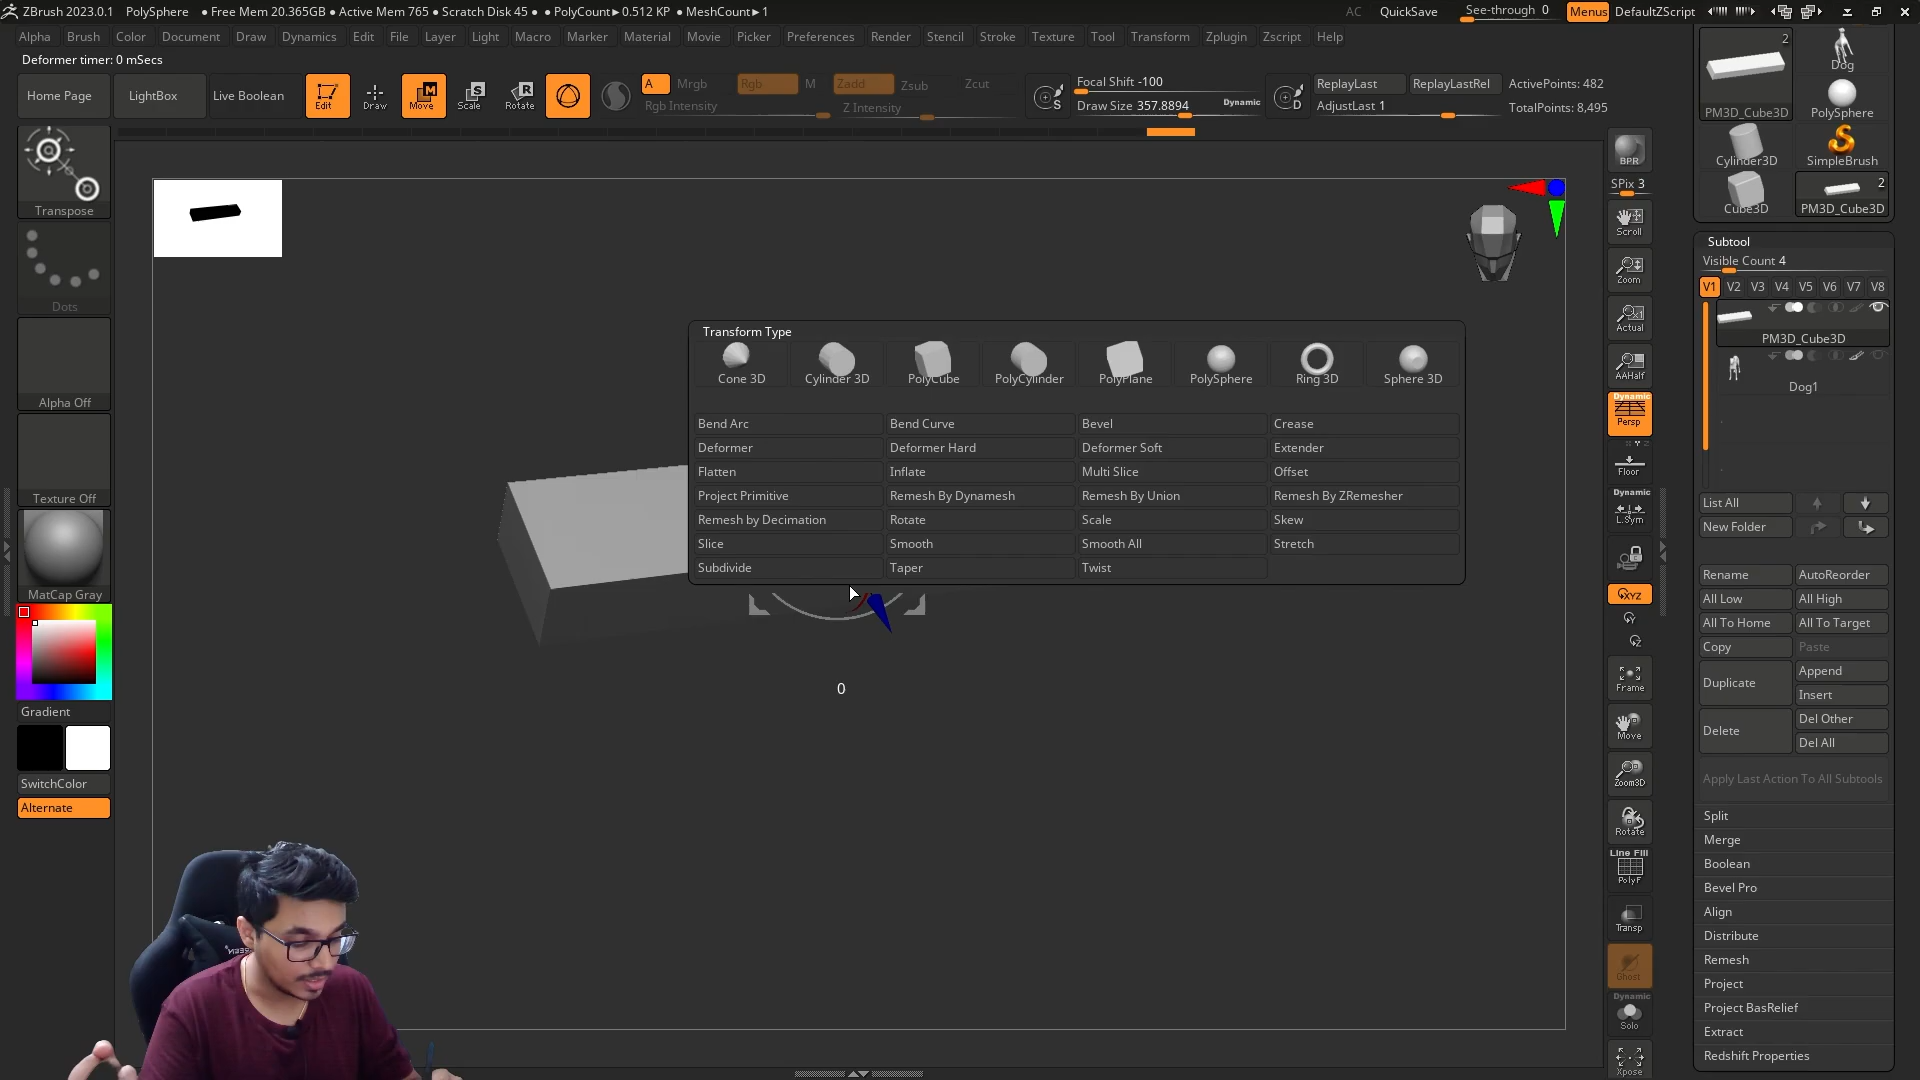 ZBrush 2023.0.1 PolySphere ● Free Mem 20.365GB ● Active Mem 765 ● Scratch Disk 45 ● ● PolyCount►0.512 KP ● MeshCount►1 AC QuickSave See-through 0 Menus DefaultZScript
Alpha Brush Color Document Draw Dynamics Edit File Layer Light Macro Marker Material Movie Picker Preferences Render Stencil Stroke Texture Tool Transform Zplugin Zscript Help
Deformer timer: 0 mSecs
Home Page LightBox Live Boolean Edit Draw Move Scale Rotate
A Mrgb Rgb M Zadd Zsub Zcut
Rgb Intensity Z Intensity
Focal Shift -100
Draw Size 357.8894 Dynamic
ReplayLast ReplayLastRel ActivePoints: 482
AdjustLast 1 TotalPoints: 8,495
Transpose
Dots
Alpha Off
Texture Off
MatCap Gray
Gradient
SwitchColor
Alternate
Transform Type
Cone 3D Cylinder 3D PolyCube PolyCylinder PolyPlane PolySphere Ring 3D Sphere 3D
Bend Arc Bend Curve Bevel Crease
Deformer Deformer Hard Deformer Soft Extender
Flatten Inflate Multi Slice Offset
Project Primitive Remesh By Dynamesh Remesh By Union Remesh By ZRemesher
Remesh by Decimation Rotate Scale Skew
Slice Smooth Smooth All Stretch
Subdivide Taper Twist
0
BPR
SPix 3
Scroll
Zoom
Actual
AAHalf
Dynamic
Persp
Floor
Dynamic
L.Sym
XYZ
Frame
Move
Zoom3D
Rotate
Line Fill
PolyF
Transp
Ghost
Dynamic
Solo
Xpose
2
PM3D_Cube3D
Dog
PolySphere
Cylinder3D SimpleBrush
2
Cube3D PM3D_Cube3D
Subtool
Visible Count 4
V1 V2 V3 V4 V5 V6 V7 V8
PM3D_Cube3D
Dog1
List All
New Folder
Rename AutoReorder
All Low All High
All To Home All To Target
Copy Paste
Duplicate Append
Insert
Delete Del Other
Del All
Apply Last Action To All Subtools
Split
Merge
Boolean
Bevel Pro
Align
Distribute
Remesh
Project
Project BasRelief
Extract
Redshift Properties